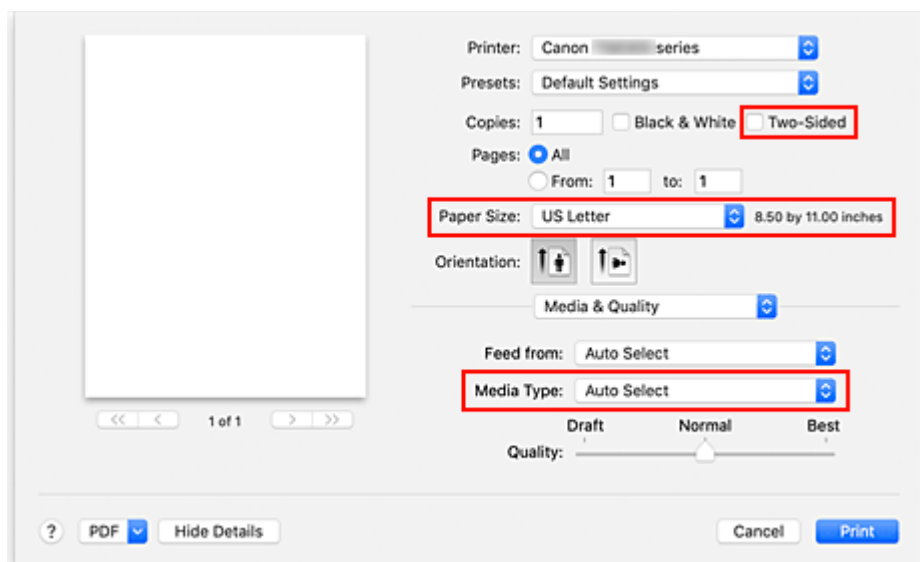 Printer: Canon series
Presets: Default Settings
Copies: 1 Black & White Two-Sided
Pages: All
From: 1 to: 1
Paper Size: US Letter 8.50 by 11.00 inches
Orientation:
Media & Quality
Feed from: Auto Select
Media Type: Auto Select
<< < 1 of 1 > >>
Draft Normal Best
Quality:
? PDF Hide Details Cancel Print